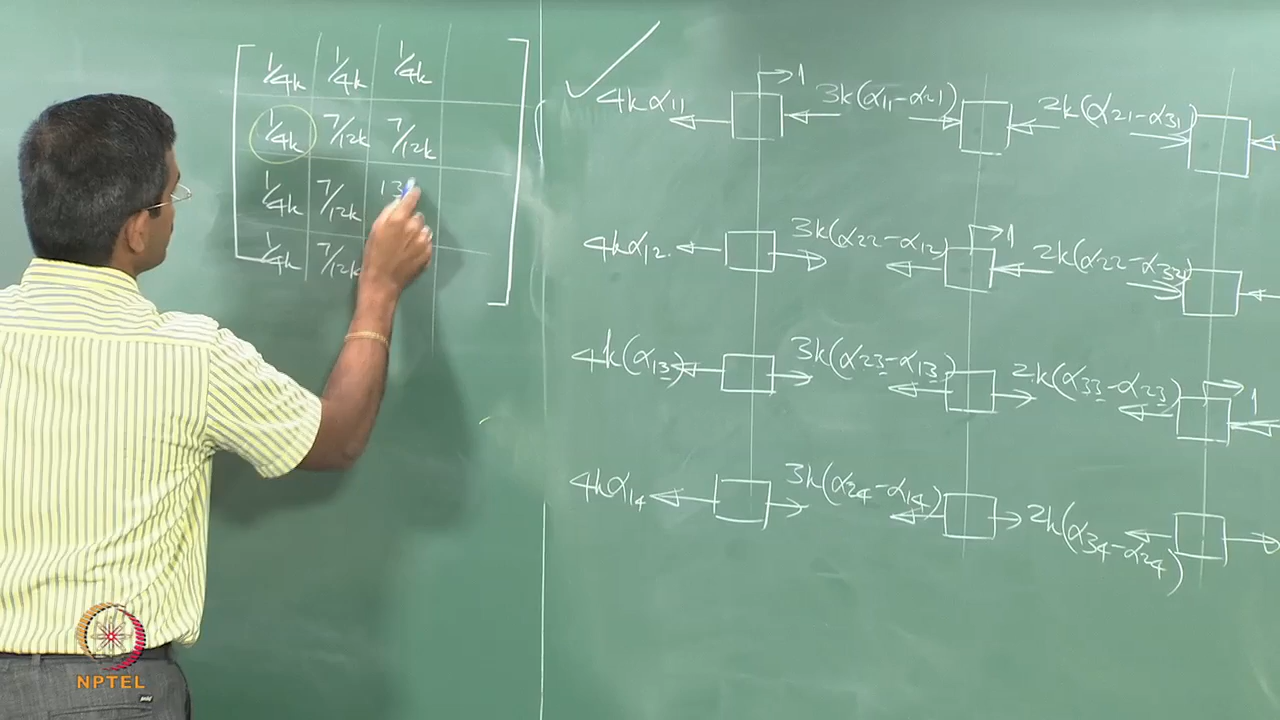 1/4k 1/4k 1/4k
1/4k 7/12k 7/12k
1/4k 7/12k 13
1/4k 7/12k
✓ 4kα11 1 3k(α11-α21) 2k(α21-α31)
4kα12. 3k(α22-α12) 1 2k(α22-α32)
4k(α13) 3k(α23-α13) 2k(α33-α23) 1
4kα14 3k(α24-α14) 2k(α34-α24)
NPTEL